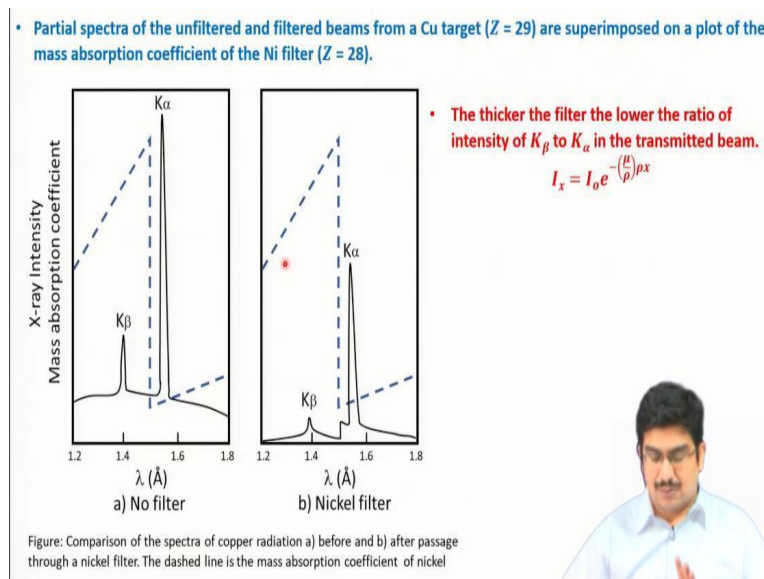 • Partial spectra of the unfiltered and filtered beams from a Cu target (Z = 29) are superimposed on a plot of the
mass absorption coefficient of the Ni filter (Z = 28).
• The thicker the filter the lower the ratio of
intensity of K_β to K_α in the transmitted beam.
I_x = I_o e^{-(μ/ρ)ρx}
X-ray Intensity
Mass absorption coefficient
Kα
Kβ
1.2 1.4 1.6 1.8
λ (Å)
a) No filter
Kα
Kβ
1.2 1.4 1.6 1.8
λ (Å)
b) Nickel filter
Figure: Comparison of the spectra of copper radiation a) before and b) after passage
through a nickel filter. The dashed line is the mass absorption coefficient of nickel